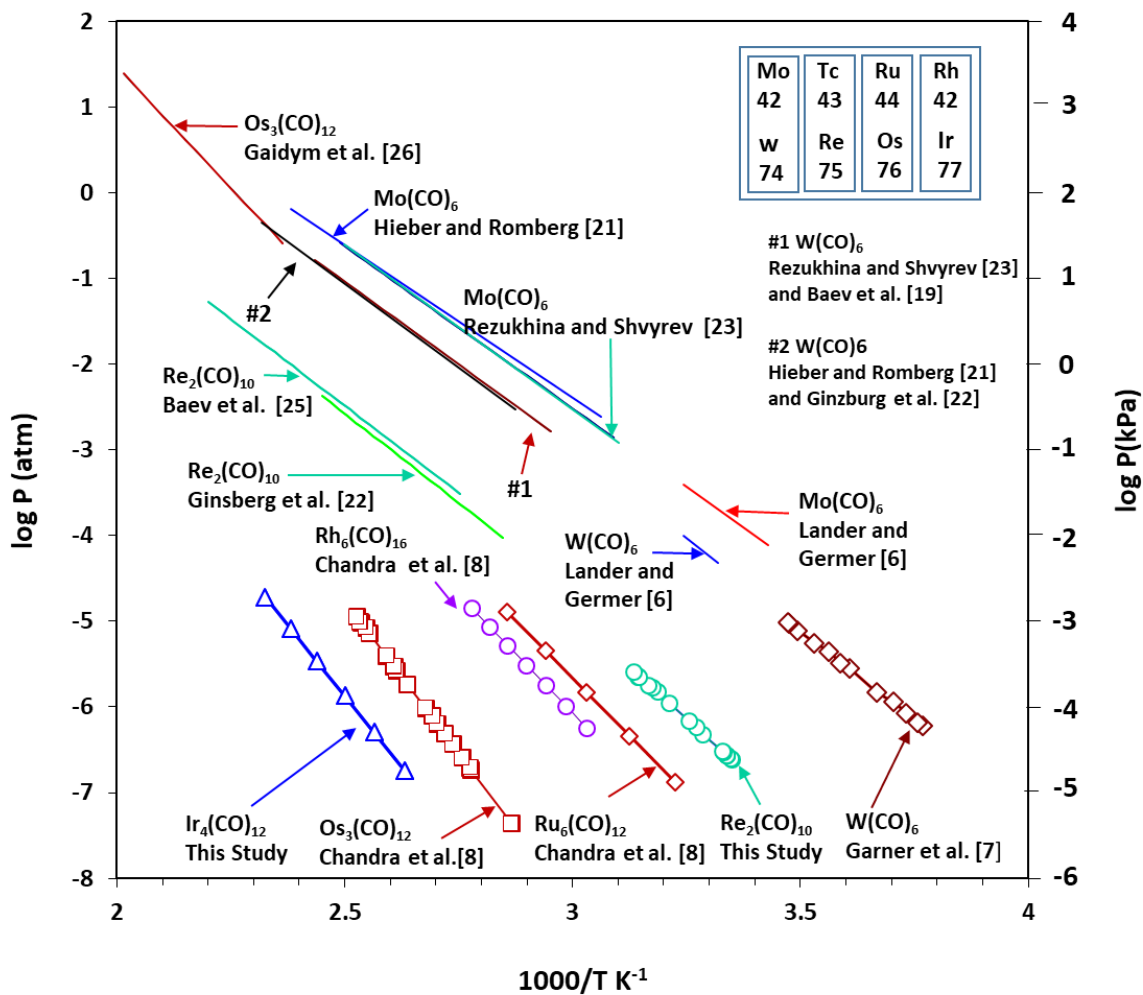 2
1
0
-1
-2
-3
-4
-5
-6
-7
-8
log P (atm)
4
3
2
1
0
-1
-2
-3
-4
-5
-6
log P(kPa)
2
2.5
3
3.5
4
1000/T K⁻¹
Mo
42
w
74
Tc
43
Re
75
Ru
44
Os
76
Rh
42
Ir
77
Os₃(CO)₁₂
Gaidym et al. [26]
Mo(CO)₆
Hieber and Romberg [21]
#1 W(CO)₆
Rezukhina and Shvyrev [23]
and Baev et al. [19]
#2
Mo(CO)₆
Rezukhina and Shvyrev [23]
#2 W(CO)6
Hieber and Romberg [21]
and Ginzburg et al. [22]
Re₂(CO)₁₀
Baev et al. [25]
Re₂(CO)₁₀
Ginsberg et al. [22]
#1
Mo(CO)₆
Lander and
Germer [6]
Rh₆(CO)₁₆
Chandra et al. [8]
W(CO)₆
Lander and
Germer [6]
Ir₄(CO)₁₂
This Study
Os₃(CO)₁₂
Chandra et al.[8]
Ru₆(CO)₁₂
Chandra et al. [8]
Re₂(CO)₁₀
This Study
W(CO)₆
Garner et al. [7]